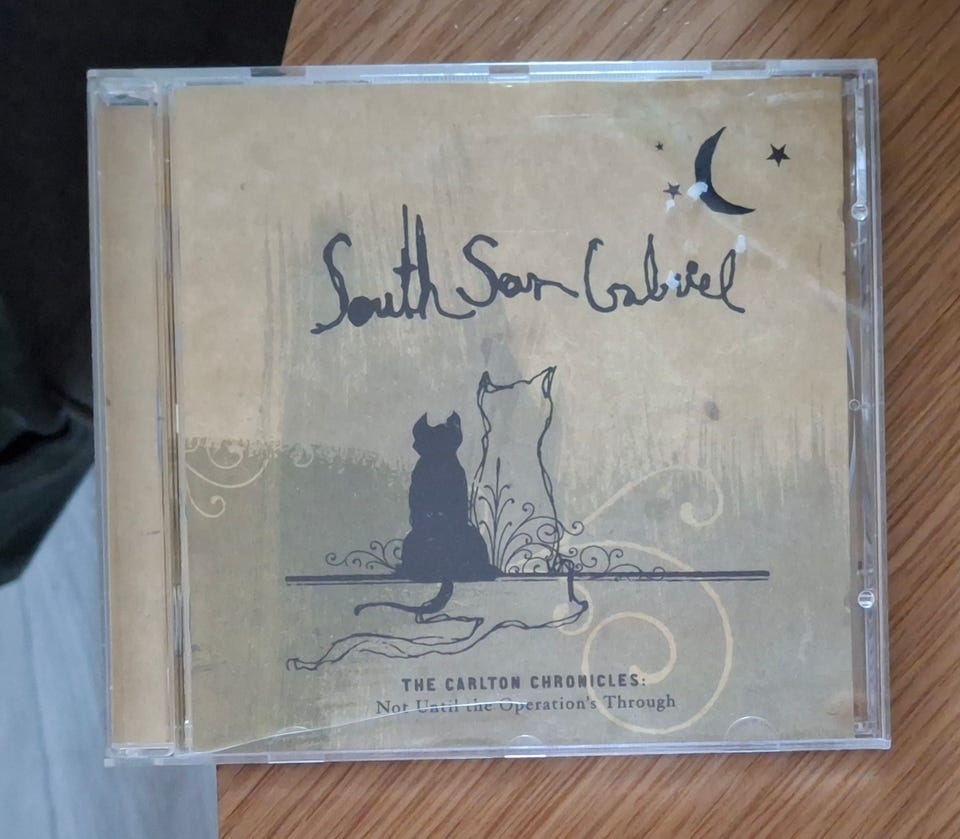 South San Gabriel
THE CARLTON CHRONICLES:
Not Until the Operation's Through